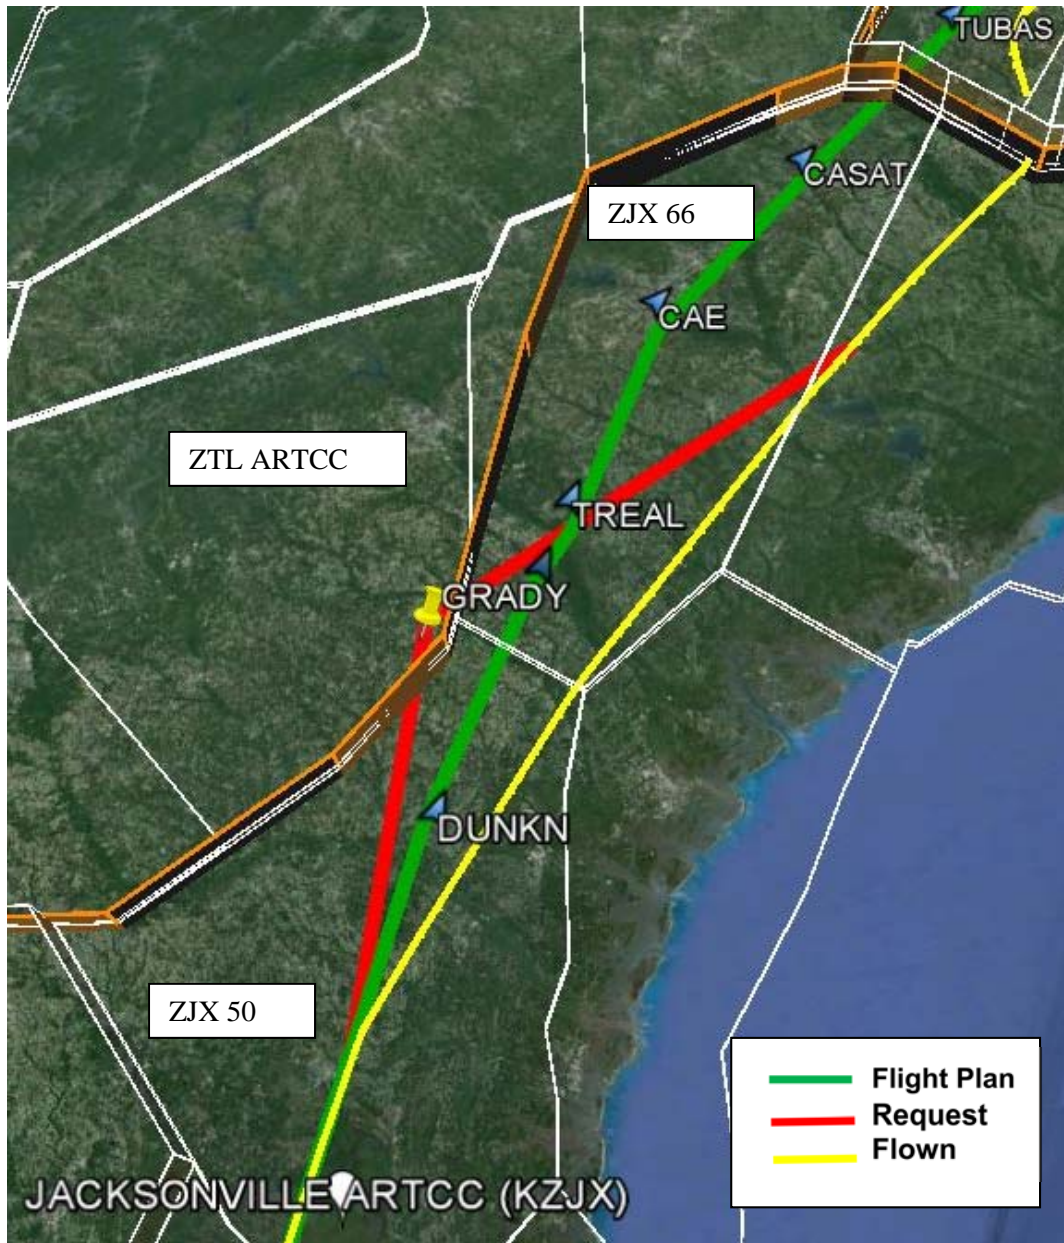 TUBAS
CASAT
ZJX 66
CAE
ZTL ARTCC
TREAL
GRADY
DUNKN
ZJX 50
Flight Plan
Request
Flown
JACKSONVILLE ARTCC (KZJX)